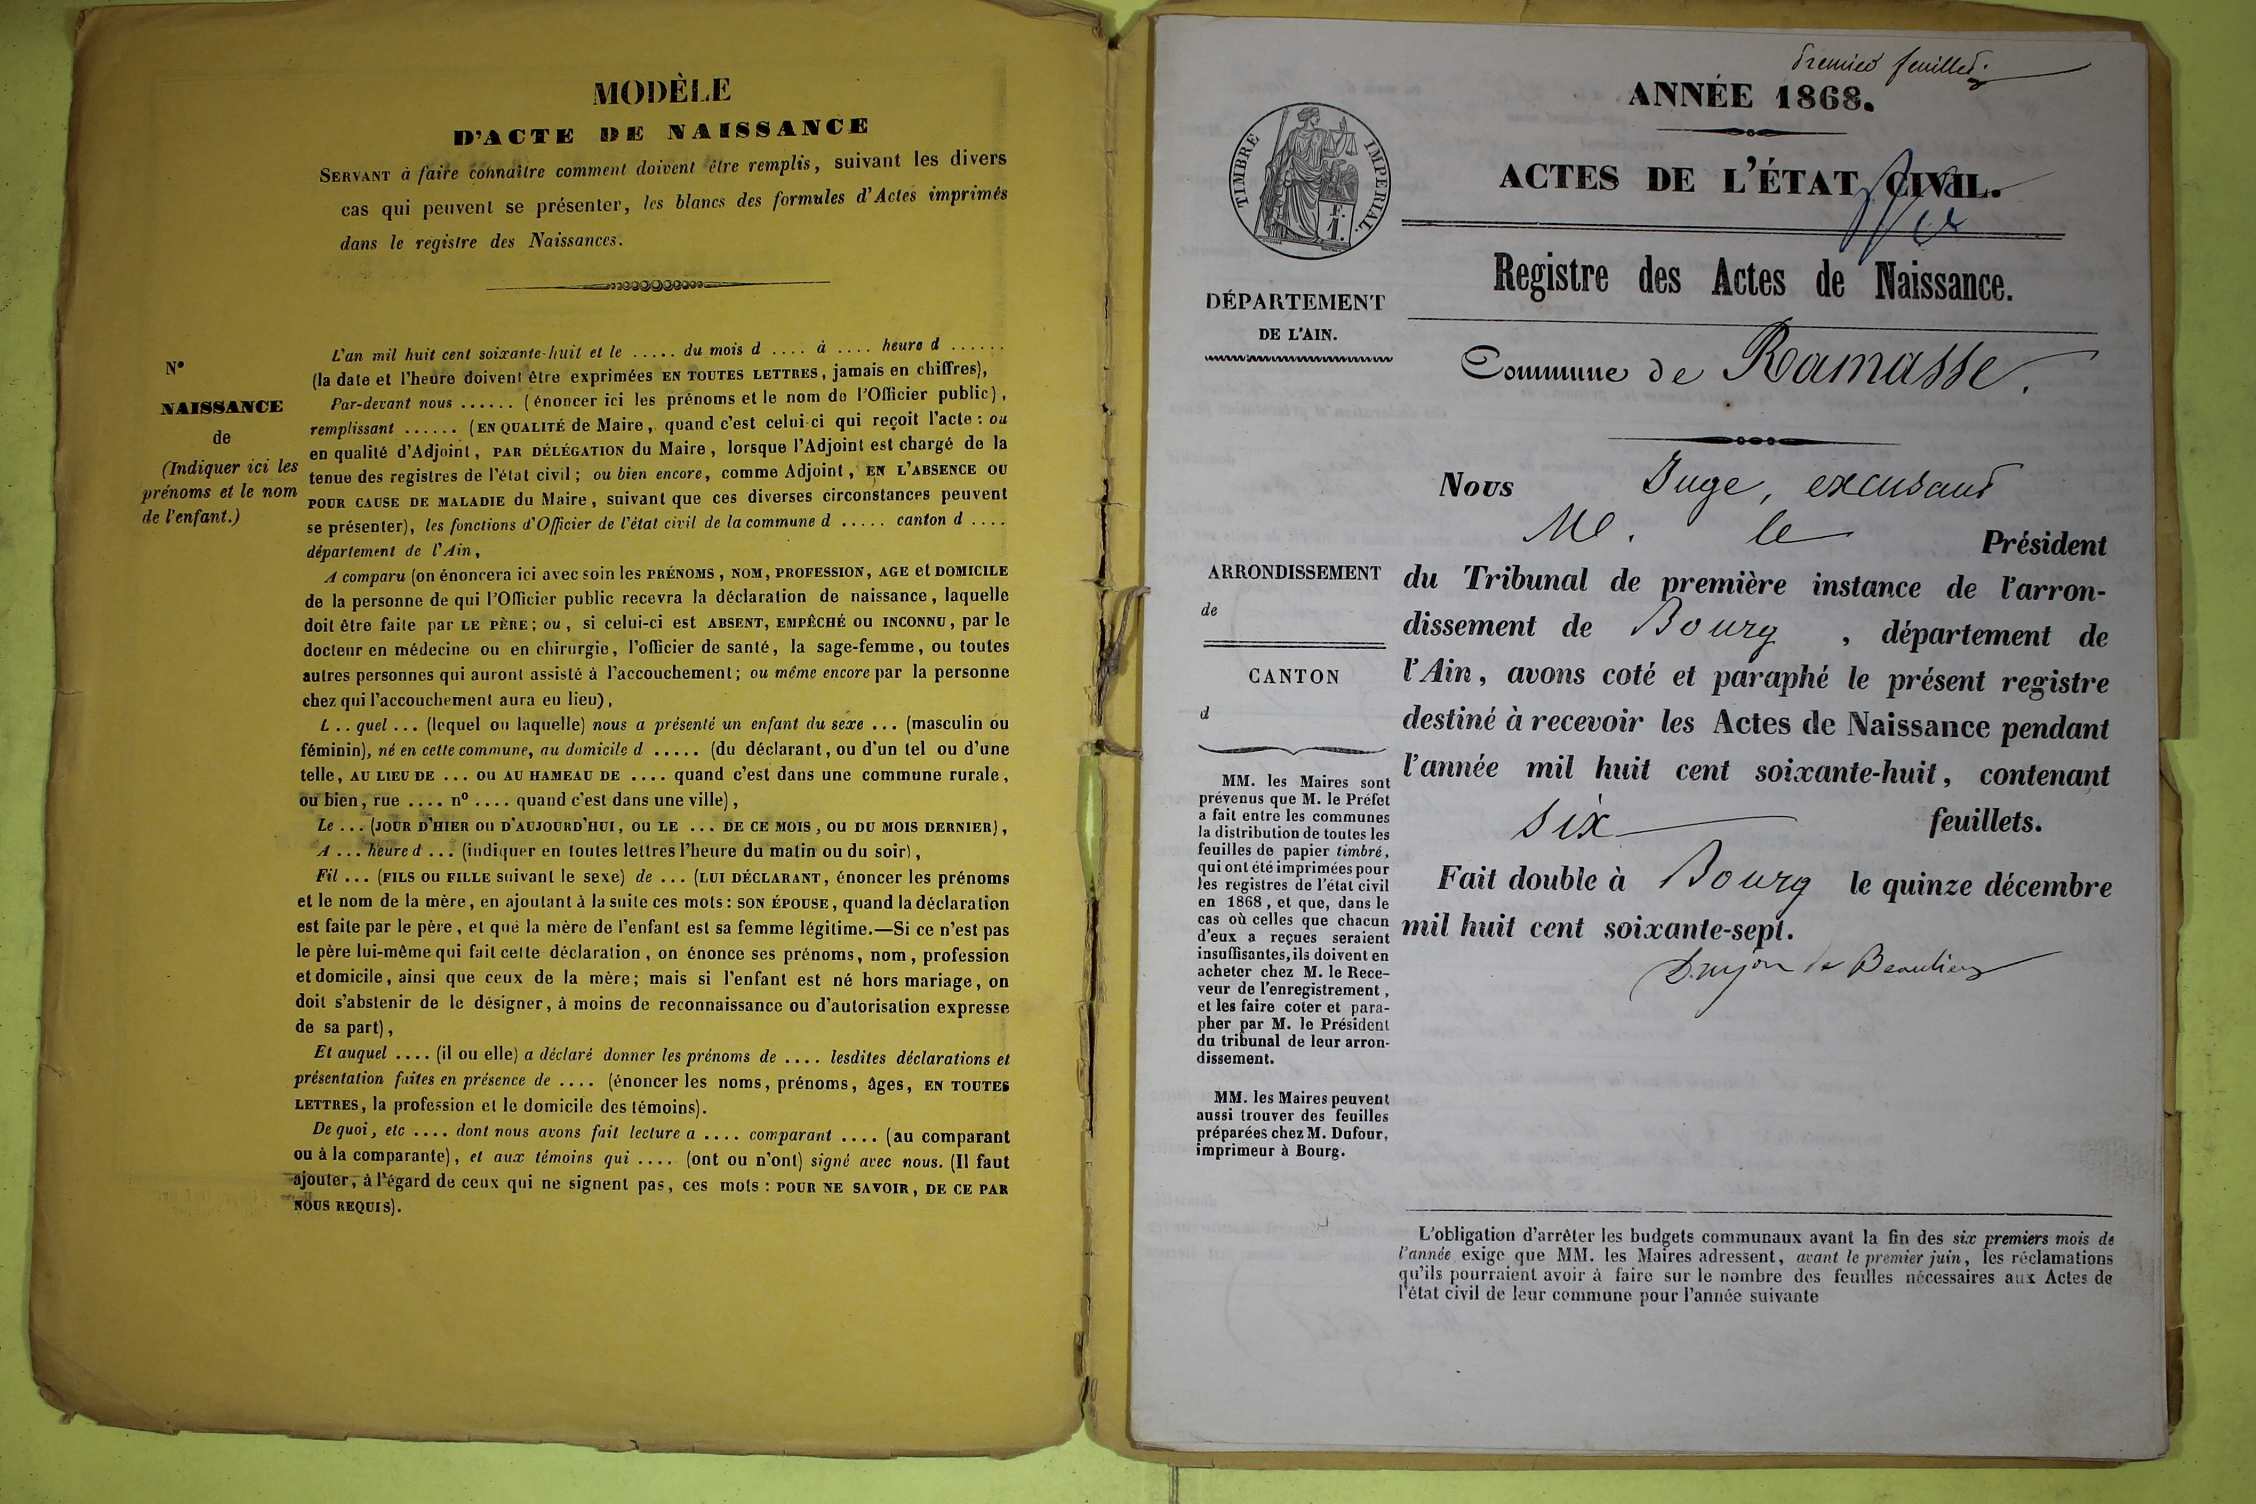 MODÈLE
D'ACTE DE NAISSANCE
SERVANT à faire connaître comment doivent être remplis, suivant les divers
cas qui peuvent se présenter, les blancs des formules d'Actes imprimés
dans le registre des Naissances.
N°
NAISSANCE
de
(Indiquer ici les
prénoms et le nom
de l'enfant.)
L'an mil huit cent soixante-huit et le ..... du mois d .... à .... heure d ......
(la date et l'heure doivent être exprimées EN TOUTES LETTRES, jamais en chiffres),
Par-devant nous ...... (énoncer ici les prénoms et le nom de l'Officier public),
remplissant ...... (EN QUALITÉ de Maire, quand c'est celui-ci qui reçoit l'acte : ou
en qualité d'Adjoint, PAR DÉLÉGATION du Maire, lorsque l'Adjoint est chargé de la
tenue des registres de l'état civil ; ou bien encore, comme Adjoint, EN L'ABSENCE OU
POUR CAUSE DE MALADIE du Maire, suivant que ces diverses circonstances peuvent
se présenter), les fonctions d'Officier de l'état civil de la commune d ..... canton d ....
département de l'Ain,
A comparu (on énoncera ici avec soin les PRÉNOMS, NOM, PROFESSION, AGE et DOMICILE
de la personne de qui l'Officier public recevra la déclaration de naissance, laquelle
doit être faite par LE PÈRE ; ou, si celui-ci est ABSENT, EMPÊCHÉ OU INCONNU, par le
docteur en médecine ou en chirurgie, l'officier de santé, la sage-femme, ou toutes
autres personnes qui auront assisté à l'accouchement ; ou même encore par la personne
chez qui l'accouchement aura eu lieu),
L .. quel ... (lequel ou laquelle) nous a présenté un enfant du sexe ... (masculin ou
féminin), né en cette commune, au domicile d ..... (du déclarant, ou d'un tel ou d'une
telle, AU LIEU DE ... ou AU HAMEAU DE .... quand c'est dans une commune rurale,
ou bien, rue .... n° .... quand c'est dans une ville),
Le ... (JOUR D'HIER OU D'AUJOURD'HUI, OU LE ... DE CE MOIS, OU DU MOIS DERNIER),
A ... heure d ... (indiquer en toutes lettres l'heure du matin ou du soir),
Fil ... (FILS OU FILLE suivant le sexe) de ... (LUI DÉCLARANT, énoncer les prénoms
et le nom de la mère, en ajoutant à la suite ces mots : SON ÉPOUSE, quand la déclaration
est faite par le père, et que la mère de l'enfant est sa femme légitime.—Si ce n'est pas
le père lui-même qui fait cette déclaration, on énonce ses prénoms, nom, profession
et domicile, ainsi que ceux de la mère ; mais si l'enfant est né hors mariage, on
doit s'abstenir de le désigner, à moins de reconnaissance ou d'autorisation expresse
de sa part),
Et auquel .... (il ou elle) a déclaré donner les prénoms de .... lesdites déclarations et
présentation faites en présence de .... (énoncer les noms, prénoms, âges, EN TOUTES
LETTRES, la profession et le domicile des témoins).
De quoi, etc .... dont nous avons fait lecture a .... comparant .... (au comparant
ou à la comparante), et aux témoins qui .... (ont ou n'ont) signé avec nous. (Il faut
ajouter, à l'égard de ceux qui ne signent pas, ces mots : POUR NE SAVOIR, DE CE PAR
NOUS REQUIS).
Premier feuillet
ANNÉE 1868.
TIMBRE IMPERIAL.
F.
1.
ACTES DE L'ÉTAT CIVIL.
Registre des Actes de Naissance.
Commune de Ramasse.
DÉPARTEMENT
DE L'AIN.
ARRONDISSEMENT
de
CANTON
d
MM. les Maires sont
prévenus que M. le Préfet
a fait entre les communes
la distribution de toutes les
feuilles de papier timbré,
qui ont été imprimées pour
les registres de l'état civil
en 1868, et que, dans le
cas où celles que chacun
d'eux a reçues seraient
insuffisantes, ils doivent en
acheter chez M. le Rece-
veur de l'enregistrement,
et les faire coter et para-
pher par M. le Président
du tribunal de leur arron-
dissement.
MM. les Maires peuvent
aussi trouver des feuilles
préparées chez M. Dufour,
imprimeur à Bourg.
Nous Juge, excusant
M. le Président
du Tribunal de première instance de l'arron-
dissement de Bourg, département de
l'Ain, avons coté et paraphé le présent registre
destiné à recevoir les Actes de Naissance pendant
l'année mil huit cent soixante-huit, contenant
six feuillets.
Fait double à Bourg le quinze décembre
mil huit cent soixante-sept.
de Beaulieu
L'obligation d'arrêter les budgets communaux avant la fin des six premiers mois de
l'année exige que MM. les Maires adressent, avant le premier juin, les réclamations
qu'ils pourraient avoir à faire sur le nombre des feuilles nécessaires aux Actes de
l'état civil de leur commune pour l'année suivante